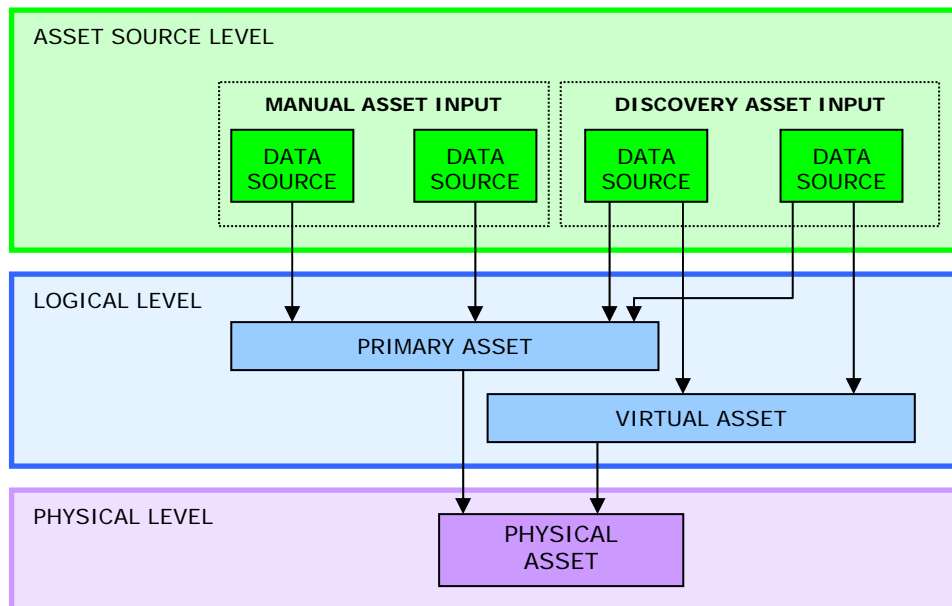 ASSET SOURCE LEVEL
MANUAL ASSET INPUT
DISCOVERY ASSET INPUT
DATA
SOURCE
DATA
SOURCE
DATA
SOURCE
DATA
SOURCE
LOGICAL LEVEL
PRIMARY ASSET
VIRTUAL ASSET
PHYSICAL LEVEL
PHYSICAL
ASSET